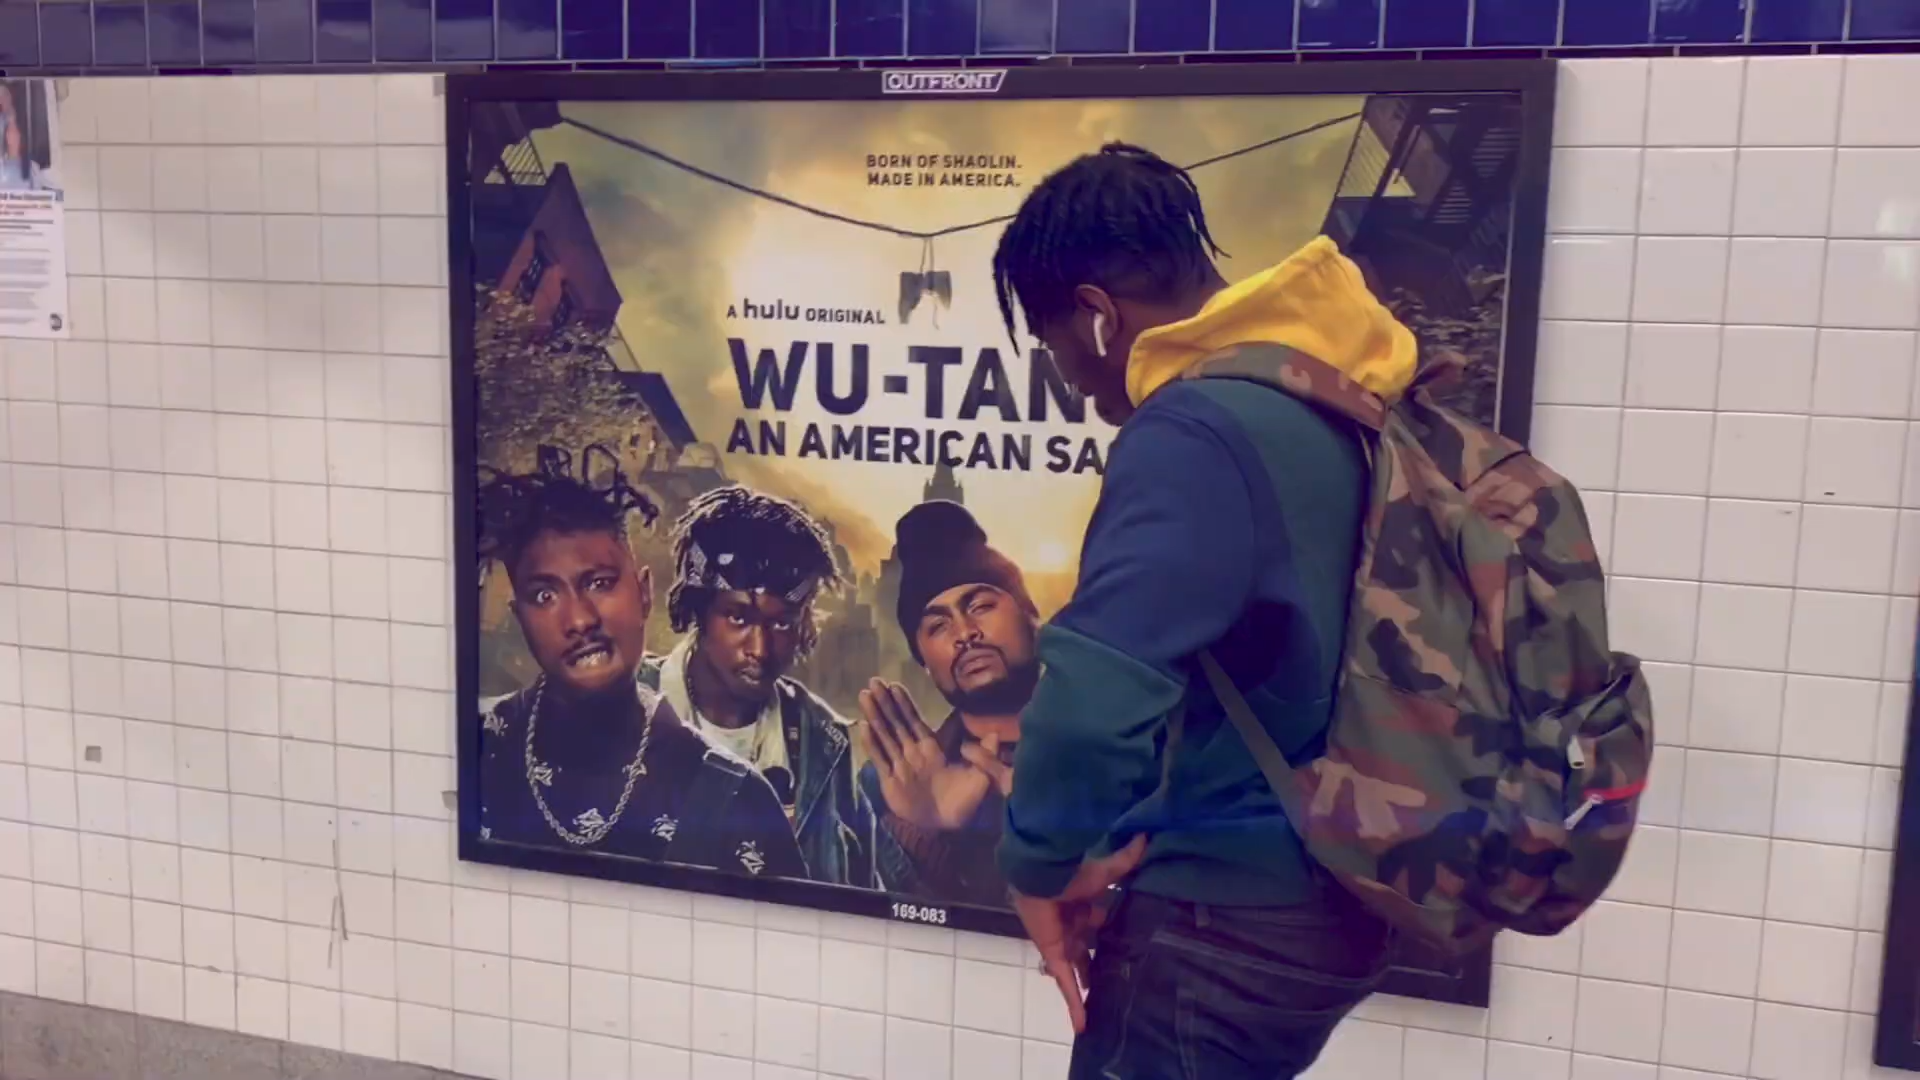 OUTFRONT
BORN OF SHAOLIN.
MADE IN AMERICA.
A hulu ORIGINAL
WU-TAN
AN AMERICAN SA
169-083